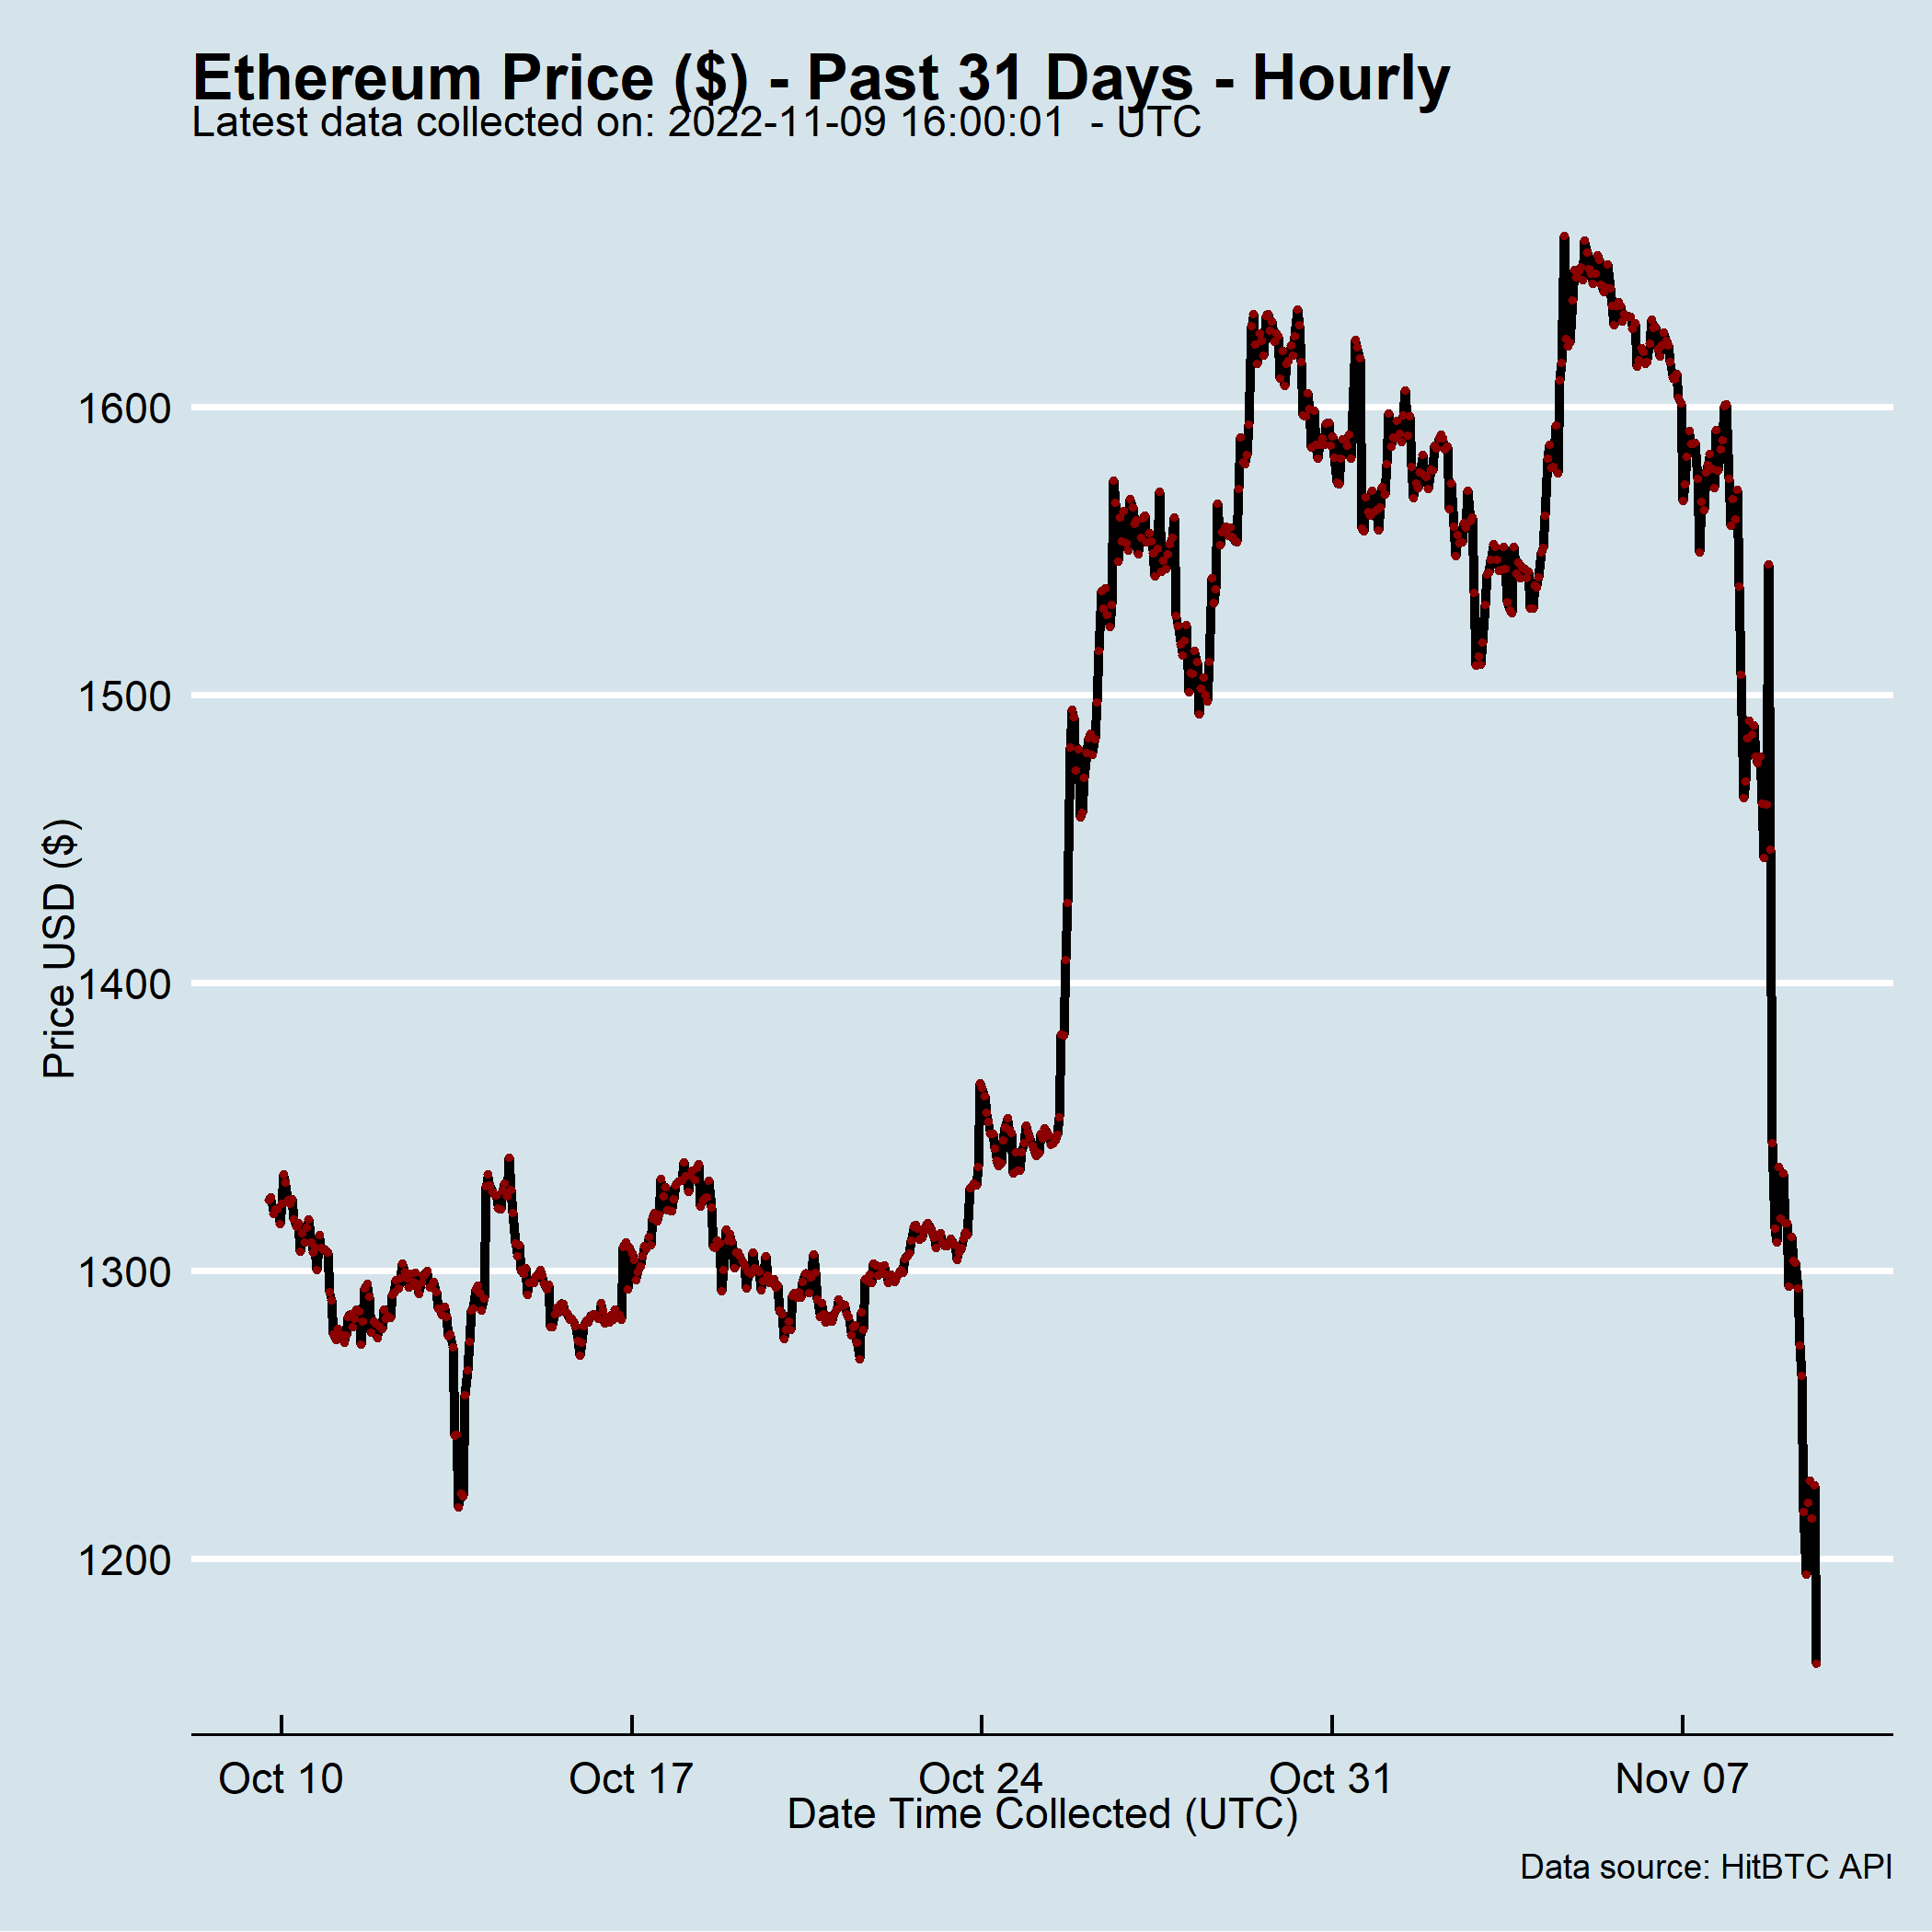 Ethereum Price ($) - Past 31 Days - Hourly
Latest data collected on: 2022-11-09 16:00:01  - UTC
Price USD ($)
1600
1500
1400
1300
1200
Oct 10
Oct 17
Oct 24
Oct 31
Nov 07
Date Time Collected (UTC)
Data source: HitBTC API